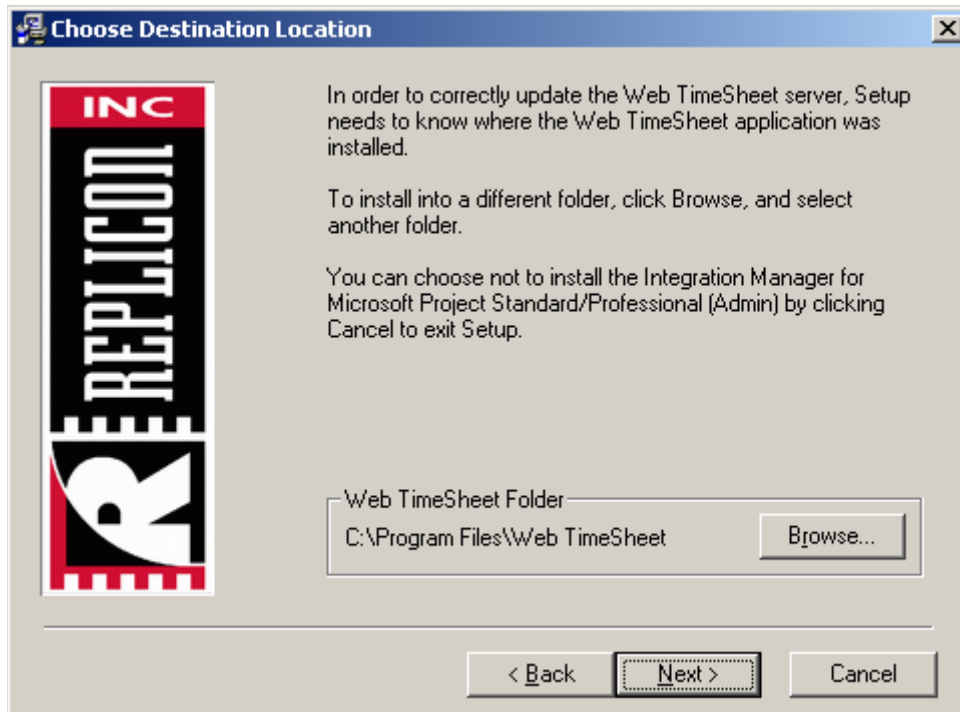 Choose Destination Location
INC
REPLICON
R
In order to correctly update the Web TimeSheet server, Setup
needs to know where the Web TimeSheet application was
installed.
To install into a different folder, click Browse, and select
another folder.
You can choose not to install the Integration Manager for
Microsoft Project Standard/Professional (Admin) by clicking
Cancel to exit Setup.
Web TimeSheet Folder
C:\Program Files\Web TimeSheet
Browse...
< Back
Next >
Cancel